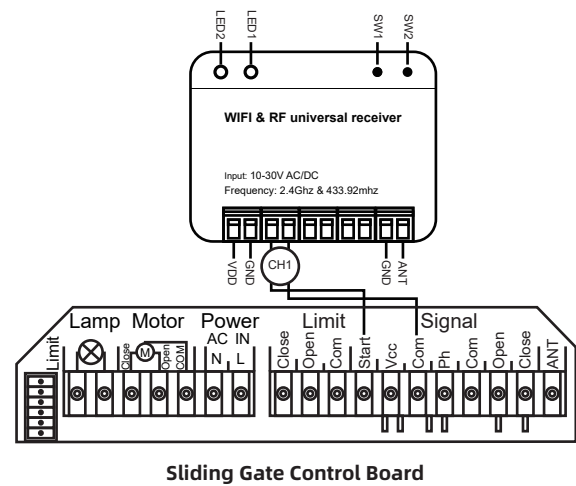 LED2
LED1
SW1
SW2
WIFI & RF universal receiver
Input: 10-30V AC/DC
Frequency: 2.4Ghz & 433.92mhz
VDD
GND
CH1
GND
ANT
Lamp Motor Power Limit Signal
AC IN
N L
Limit
Close
M
Open
COM
Close
Open
Com
Start
Vcc
Com
Ph
Com
Open
Close
ANT
Sliding Gate Control Board